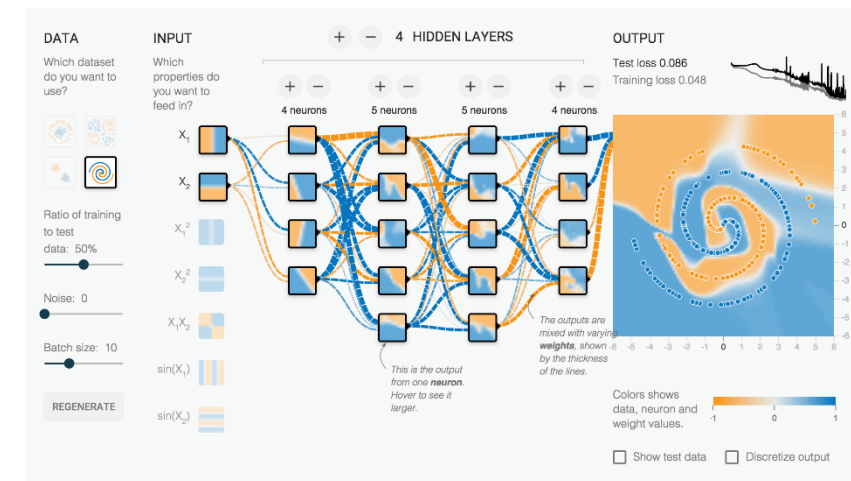 DATA
Which dataset
do you want to
use?
Ratio of training
to test
data: 50%
Noise: 0
Batch size: 10
REGENERATE
INPUT
Which
properties do
you want to
feed in?
X₁
X₂
X₁²
X₂²
X₁X₂
sin(X₁)
sin(X₂)
+ − 4 HIDDEN LAYERS
+ − + − + − + −
4 neurons 5 neurons 5 neurons 4 neurons
This is the output
from one neuron.
Hover to see it
larger.
The outputs are
mixed with varying
weights, shown
by the thickness
of the lines.
OUTPUT
Test loss 0.086
Training loss 0.048
6
5
4
3
2
1
0
-1
-2
-3
-4
-5
-6
-6 -5 -4 -3 -2 -1 0 1 2 3 4 5 6
Colors shows
data, neuron and
weight values.
-1 0 1
Show test data Discretize output